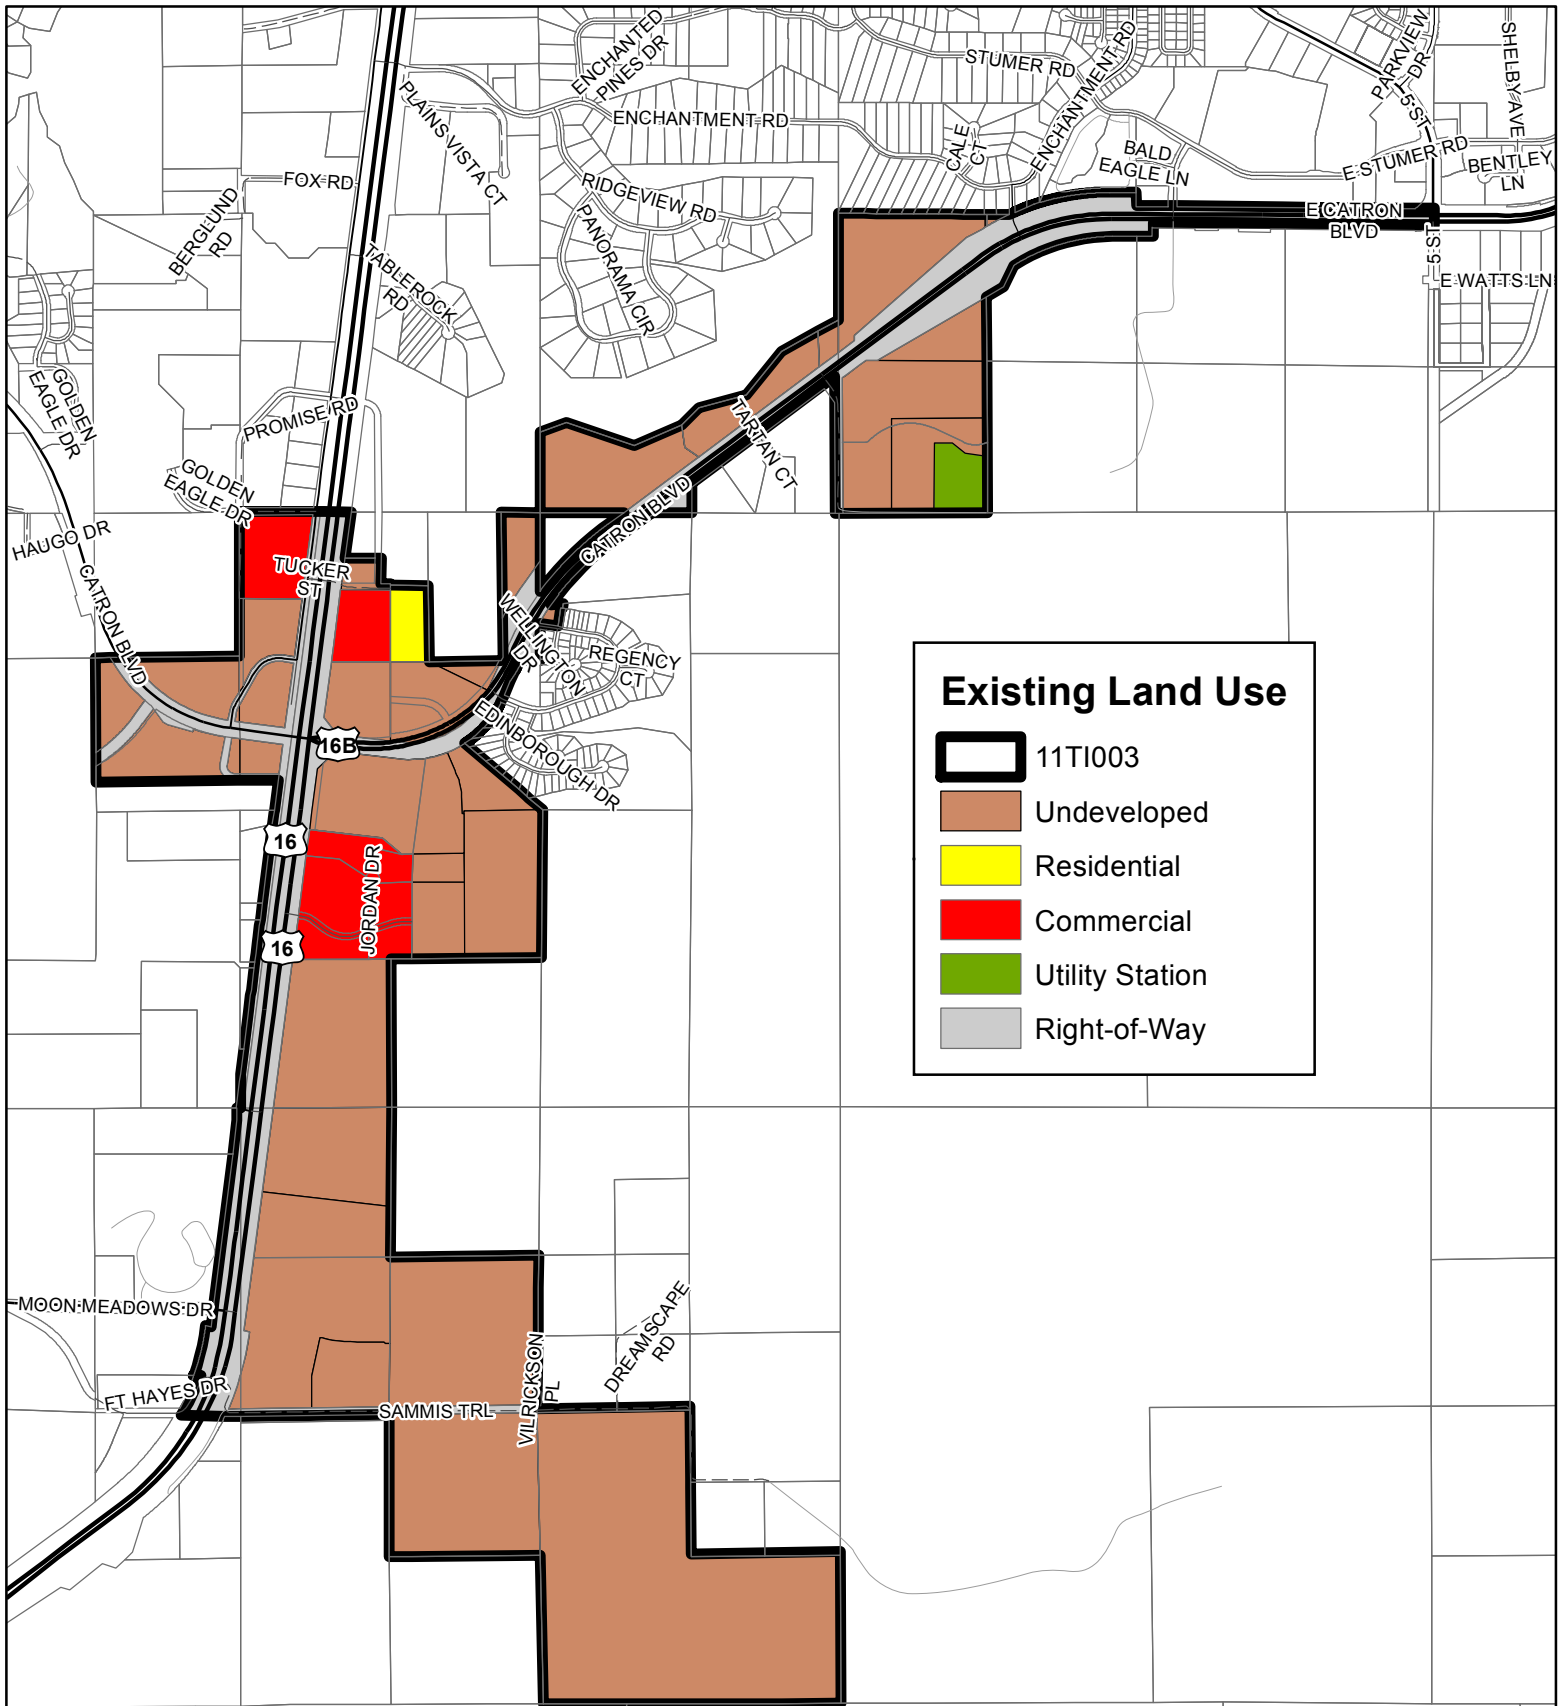 ENCHANTED
PINES DR
STUMER RD
ENCHANTMENT RD
PARKVIEW
DR
SHELBY AVE
5 ST
PLAINS VISTA CT
ENCHANTMENT RD
CALE
CT
BALD
EAGLE LN
E STUMER RD
BENTLEY
LN
FOX RD
BERGLUND
RD
RIDGEVIEW RD
PANORAMA CIR
E CATRON
BLVD
5 ST
E WATTS LN
TABLEROCK
RD
GOLDEN
EAGLE DR
PROMISE RD
TARTAN CT
GOLDEN
EAGLE DR
HAUGO DR
CATRON BLVD
TUCKER
ST
CATRON BLVD
WELLINGTON
DR
REGENCY
CT
EDINBOROUGH DR
16B
16
JORDAN DR
16
Existing Land Use
11TI003
Undeveloped
Residential
Commercial
Utility Station
Right-of-Way
MOON MEADOWS DR
FT HAYES DR
SAMMIS TRL
VILRICKSON
PL
DREAMSCAPE
RD